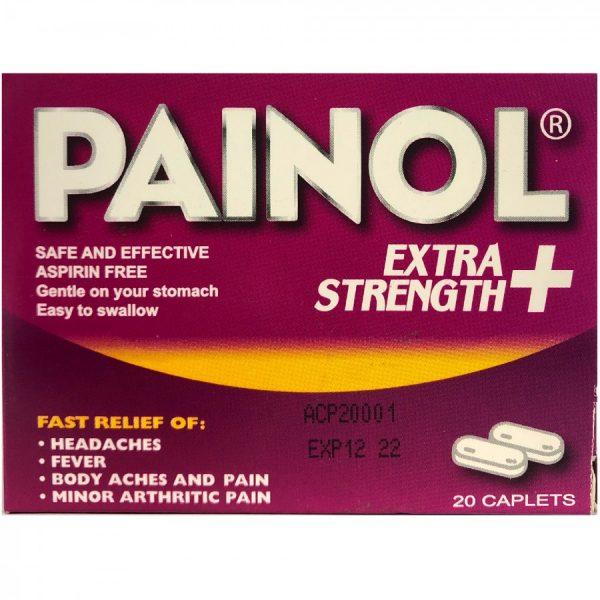 PAINOL®
SAFE AND EFFECTIVE
ASPIRIN FREE
Gentle on your stomach
Easy to swallow
EXTRA
STRENGTH+
FAST RELIEF OF:
• HEADACHES
• FEVER
• BODY ACHES AND PAIN
• MINOR ARTHRITIC PAIN
ACP20001
EXP12 22
20 CAPLETS